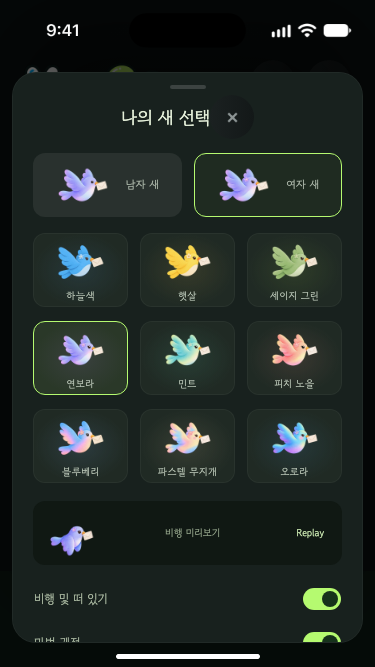 9:41
나의 새 선택
남자 새
여자 새
하늘색
햇살
세이지 그린
연보라
민트
피치 노을
블루베리
파스텔 무지개
오로라
비행 미리보기
Replay
비행 및 떠 있기